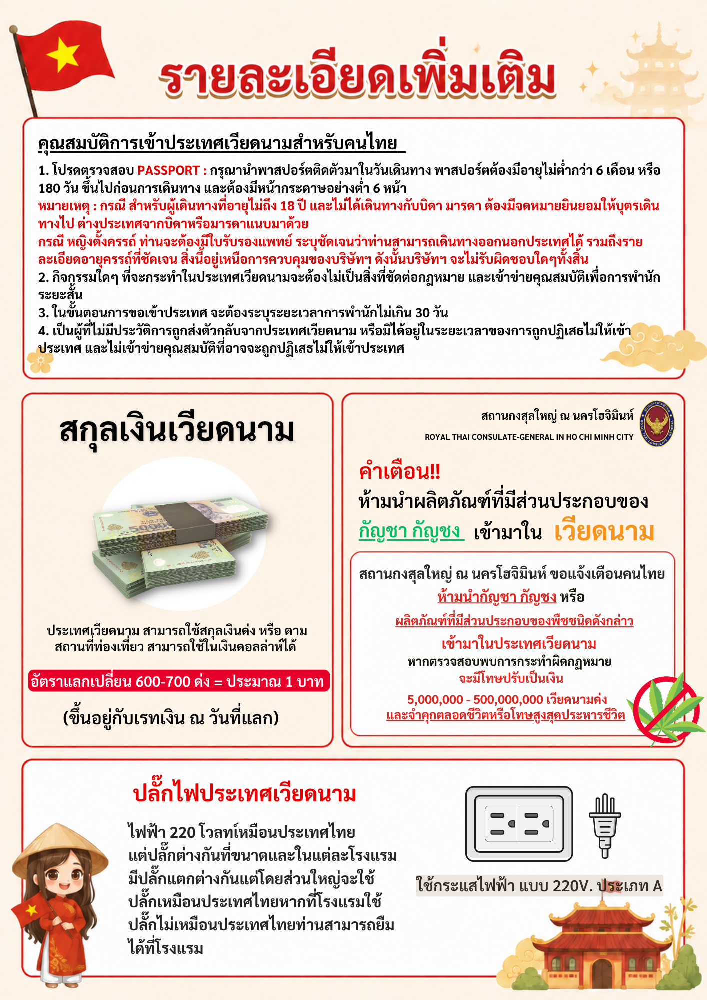 รายละเอียดเพิ่มเติม
คุณสมบัติการเข้าประเทศเวียดนามสำหรับคนไทย
1. โปรดตรวจสอบ PASSPORT : กรุณานำพาสปอร์ตติดตัวมาในวันเดินทาง พาสปอร์ตต้องมีอายุไม่ต่ำกว่า 6 เดือน หรือ
180 วัน ขึ้นไปก่อนการเดินทาง และต้องมีหน้ากระดาษอย่างต่ำ 6 หน้า
หมายเหตุ : กรณี สำหรับผู้เดินทางที่อายุไม่ถึง 18 ปี และไม่ได้เดินทางกับบิดา มารดา ต้องมีจดหมายยินยอมให้บุตรเดิน
ทางไป ต่างประเทศจากบิดาหรือมารดาแนบมาด้วย
กรณี หญิงตั้งครรถ์ ท่านจะต้องมีใบรับรองแพทย์ ระบุชัดเจนว่าท่านสามารถเดินทางออกนอกประเทศได้ รวมถึงราย
ละเอียดอายุครรถ์ที่ชัดเจน สิ่งนี้อยู่เหนือการควบคุมของบริษัทฯ ดังนั้นบริษัทฯ จะไม่รับผิดชอบใดๆทั้งสิ้น
2. กิจกรรมใดๆ ที่จะกระทำในประเทศเวียดนามจะต้องไม่เป็นสิ่งที่ขัดต่อกฎหมาย และเข้าข่ายคุณสมบัติเพื่อการพำนัก
ระยะสั้น
3. ในขั้นตอนการขอเข้าประเทศ จะต้องระบุระยะเวลาการพำนักไม่เกิน 30 วัน
4. เป็นผู้ที่ไม่มีประวัติการถูกส่งตัวกลับจากประเทศเวียดนาม หรือมิได้อยู่ในระยะเวลาของการถูกปฏิเสธไม่ให้เข้า
ประเทศ และไม่เข้าข่ายคุณสมบัติที่อาจจะถูกปฏิเสธไม่ให้เข้าประเทศ
สกุลเงินเวียดนาม
ประเทศเวียดนาม สามารถใช้สกุลเงินด่ง หรือ ตาม
สถานที่ท่องเที่ยว สามารถใช้ในเงินดอลล่าห์ได้
อัตราแลกเปลี่ยน 600-700 ด่ง = ประมาณ 1 บาท
(ขึ้นอยู่กับเรทเงิน ณ วันที่แลก)
สถานกงสุลใหญ่ ณ นครโฮจิมินห์
ROYAL THAI CONSULATE-GENERAL IN HO CHI MINH CITY
คำเตือน!!
ห้ามนำผลิตภัณฑ์ที่มีส่วนประกอบของ
กัญชา กัญชง เข้ามาใน เวียดนาม
สถานกงสุลใหญ่ ณ นครโฮจิมินห์ ขอแจ้งเตือนคนไทย
ห้ามนำกัญชา กัญชง หรือ
ผลิตภัณฑ์ที่มีส่วนประกอบของพืชชนิดดังกล่าว
เข้ามาในประเทศเวียดนาม
หากตรวจสอบพบการกระทำผิดกฏหมาย
จะมีโทษปรับเป็นเงิน
5,000,000 - 500,000,000 เวียดนามด่ง
และจำคุกตลอดชีวิตหรือโทษสูงสุดประหารชีวิต
ปลั๊กไฟประเทศเวียดนาม
ไฟฟ้า 220 โวลท์เหมือนประเทศไทย
แต่ปลั๊กต่างกันที่ขนาดและในแต่ละโรงแรม
มีปลั๊กแตกต่างกันแต่โดยส่วนใหญ่จะใช้
ปลั๊กเหมือนประเทศไทยหากที่โรงแรมใช้
ปลั๊กไม่เหมือนประเทศไทยท่านสามารถยืม
ได้ที่โรงแรม
ใช้กระแสไฟฟ้า แบบ 220V. ประเภท A